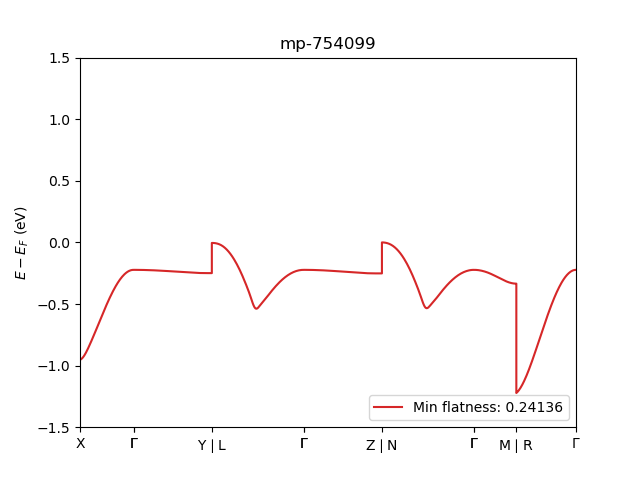 mp-754099
E − E_F (eV)
1.5
1.0
0.5
0.0
−0.5
−1.0
−1.5
Min flatness: 0.24136
X Γ Y | L Γ Z | N Γ M | R Γ